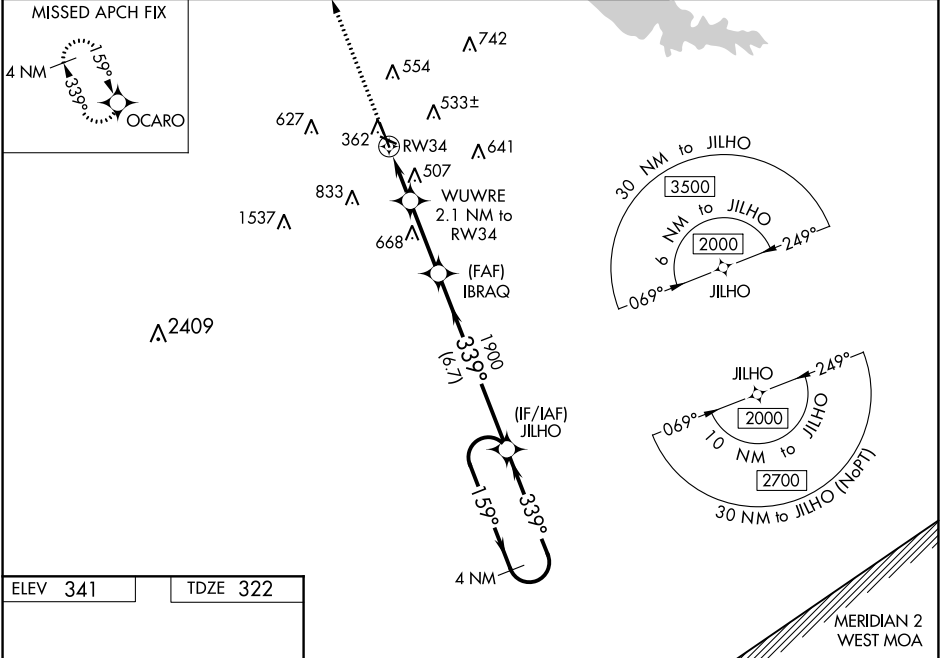 MISSED APCH FIX
4 NM
159°
339°
OCARO
742
554
533±
627
362
RW34
641
507
833
WUWRE
2.1 NM to
RW34
1537
668
(FAF)
IBRAQ
2409
1900
339°
(6.7)
(IF/IAF)
JILHO
159°
339°
4 NM
30 NM to JILHO
3500
6 NM to JILHO
2000
249°
069°
JILHO
JILHO
249°
069°
2000
10 NM to JILHO
2700
30 NM to JILHO (NoPT)
ELEV 341
TDZE 322
MERIDIAN 2
WEST MOA